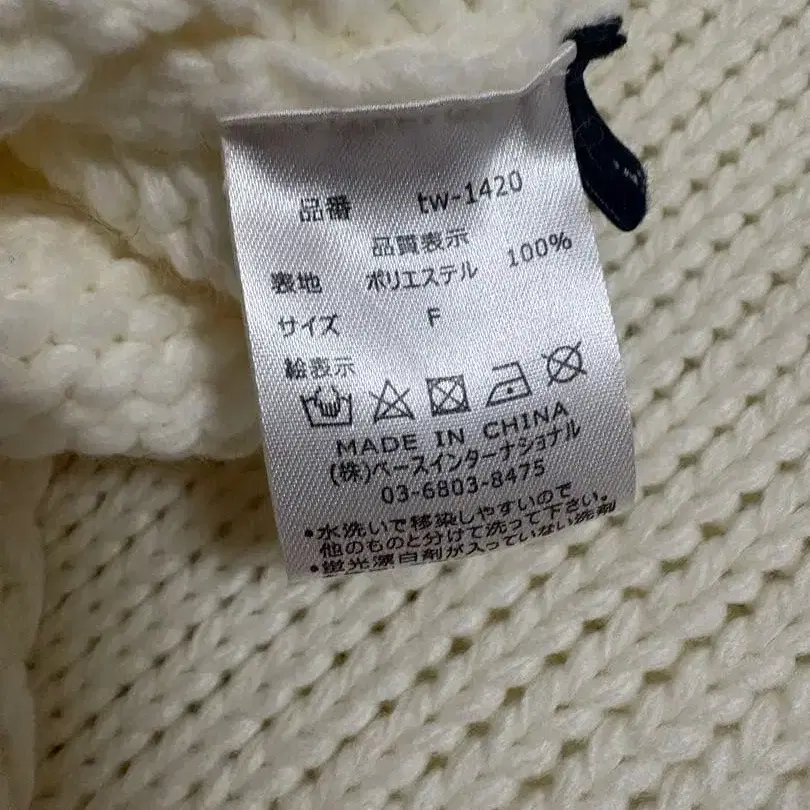 品番 tw-1420
品質表示
表地 ポリエステル 100%
サイズ F
絵表示
MADE IN CHINA
(株)ベースインターナショナル
03-6803-8475
•水洗いで移染しやすいので
他のものと分けて洗って下さい。
•蛍光漂白剤が入っていない洗剤